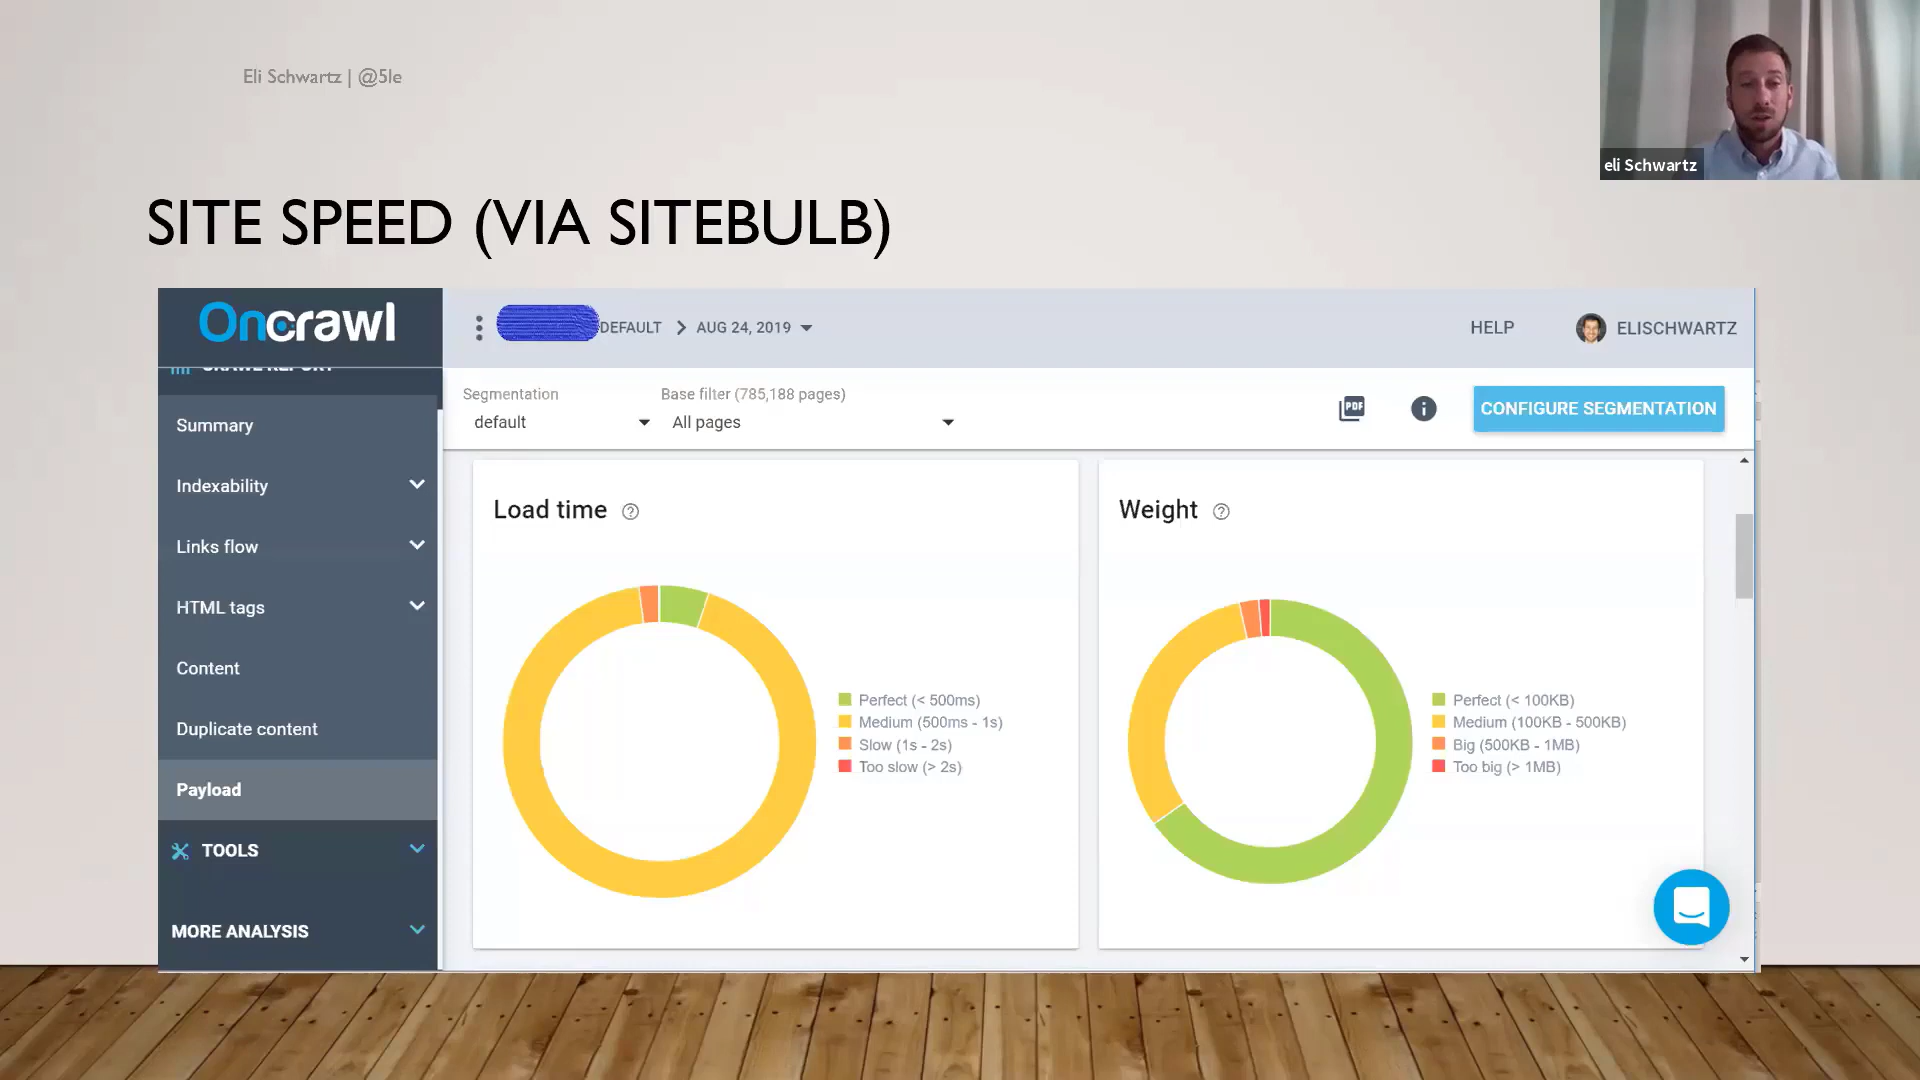 Eli Schwartz | @5le
eli Schwartz
SITE SPEED (VIA SITEBULB)
Oncrawl
DEFAULT > AUG 24, 2019
HELP
ELISCHWARTZ
CRAWL REPORT
Segmentation
default
Base filter (785,188 pages)
All pages
PDF
CONFIGURE SEGMENTATION
Summary
Indexability
Links flow
HTML tags
Content
Duplicate content
Payload
TOOLS
MORE ANALYSIS
Load time
Perfect (< 500ms)
Medium (500ms - 1s)
Slow (1s - 2s)
Too slow (> 2s)
Weight
Perfect (< 100KB)
Medium (100KB - 500KB)
Big (500KB - 1MB)
Too big (> 1MB)